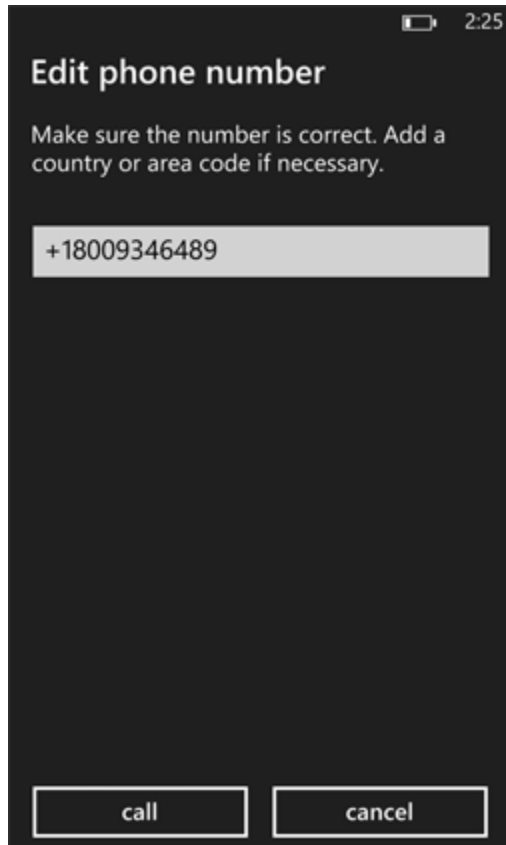 2:25
Edit phone number
Make sure the number is correct. Add a
country or area code if necessary.
+18009346489
call
cancel